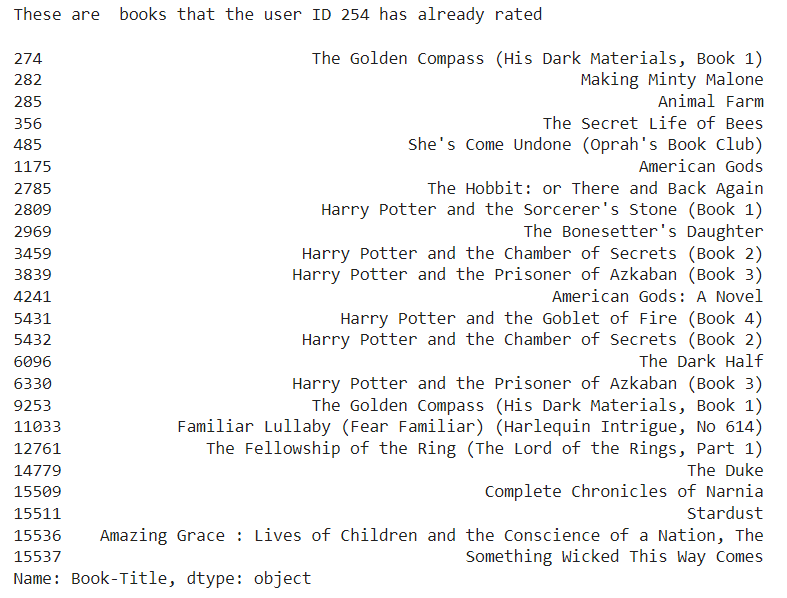 These are  books that the user ID 254 has already rated
274 The Golden Compass (His Dark Materials, Book 1)
282 Making Minty Malone
285 Animal Farm
356 The Secret Life of Bees
485 She's Come Undone (Oprah's Book Club)
1175 American Gods
2785 The Hobbit: or There and Back Again
2809 Harry Potter and the Sorcerer's Stone (Book 1)
2969 The Bonesetter's Daughter
3459 Harry Potter and the Chamber of Secrets (Book 2)
3839 Harry Potter and the Prisoner of Azkaban (Book 3)
4241 American Gods: A Novel
5431 Harry Potter and the Goblet of Fire (Book 4)
5432 Harry Potter and the Chamber of Secrets (Book 2)
6096 The Dark Half
6330 Harry Potter and the Prisoner of Azkaban (Book 3)
9253 The Golden Compass (His Dark Materials, Book 1)
11033 Familiar Lullaby (Fear Familiar) (Harlequin Intrigue, No 614)
12761 The Fellowship of the Ring (The Lord of the Rings, Part 1)
14779 The Duke
15509 Complete Chronicles of Narnia
15511 Stardust
15536 Amazing Grace : Lives of Children and the Conscience of a Nation, The
15537 Something Wicked This Way Comes
Name: Book-Title, dtype: object